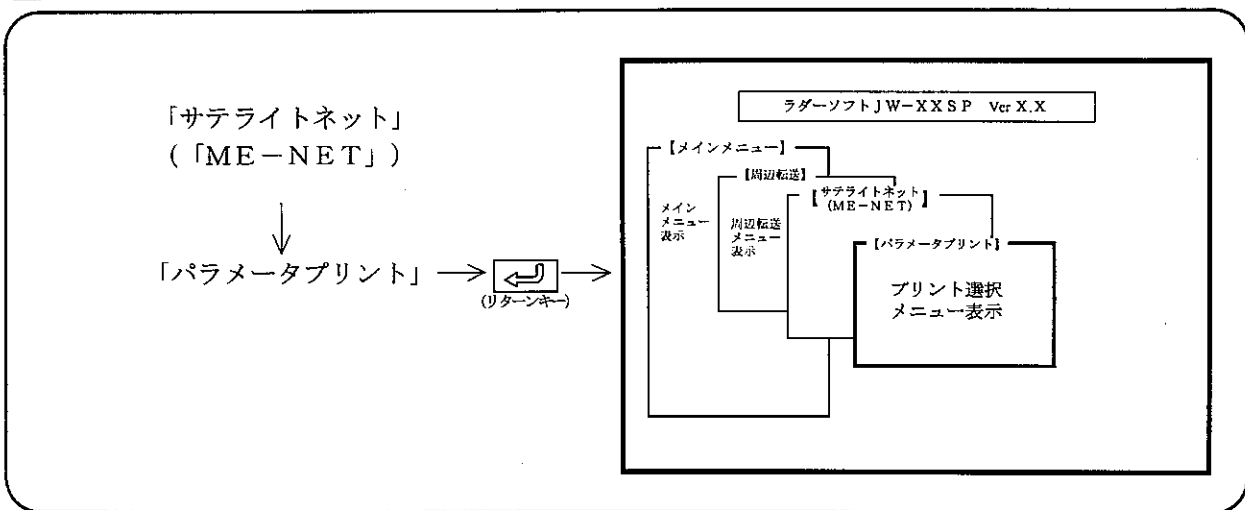 「サテライトネット」
(「ME－NET」)
「パラメータプリント」
(リターンキー)
ラダーソフトJW－XXSP Ver X.X
【メインメニュー】
【周辺転送】
【サテライトネット
(ME－NET)】
メイン
メニュー
表示
周辺転送
メニュー
表示
【パラメータプリント】
プリント選択
メニュー表示